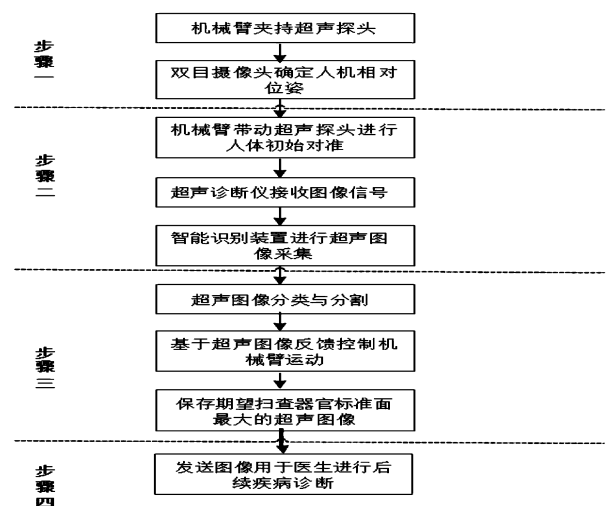 步骤一
机械臂夹持超声探头
双目摄像头确定人机相对
位姿
步骤二
机械臂带动超声探头进行
人体初始对准
超声诊断仪接收图像信号
智能识别装置进行超声图
像采集
步骤三
超声图像分类与分割
基于超声图像反馈控制机
械臂运动
保存期望扫查器官标准面
最大的超声图像
步骤四
发送图像用于医生进行后
续疾病诊断